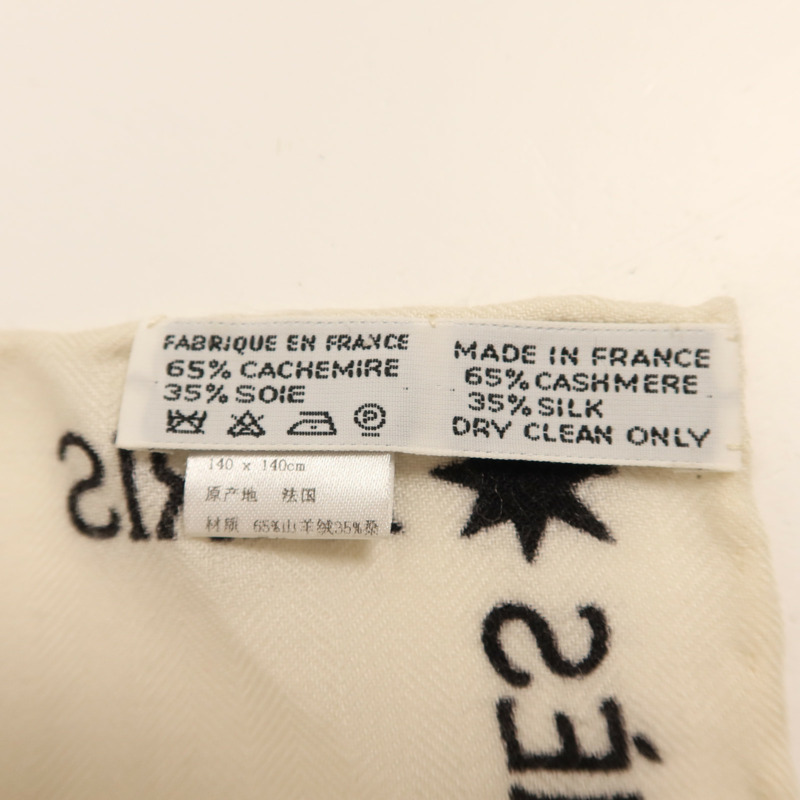 FABRIQUE EN FRANCE
65% CACHEMIRE
35% SOIE
P
MADE IN FRANCE
65% CASHMERE
35% SILK
DRY CLEAN ONLY
140 x 140cm
原产地 法国
材质 65%山羊绒35%桑